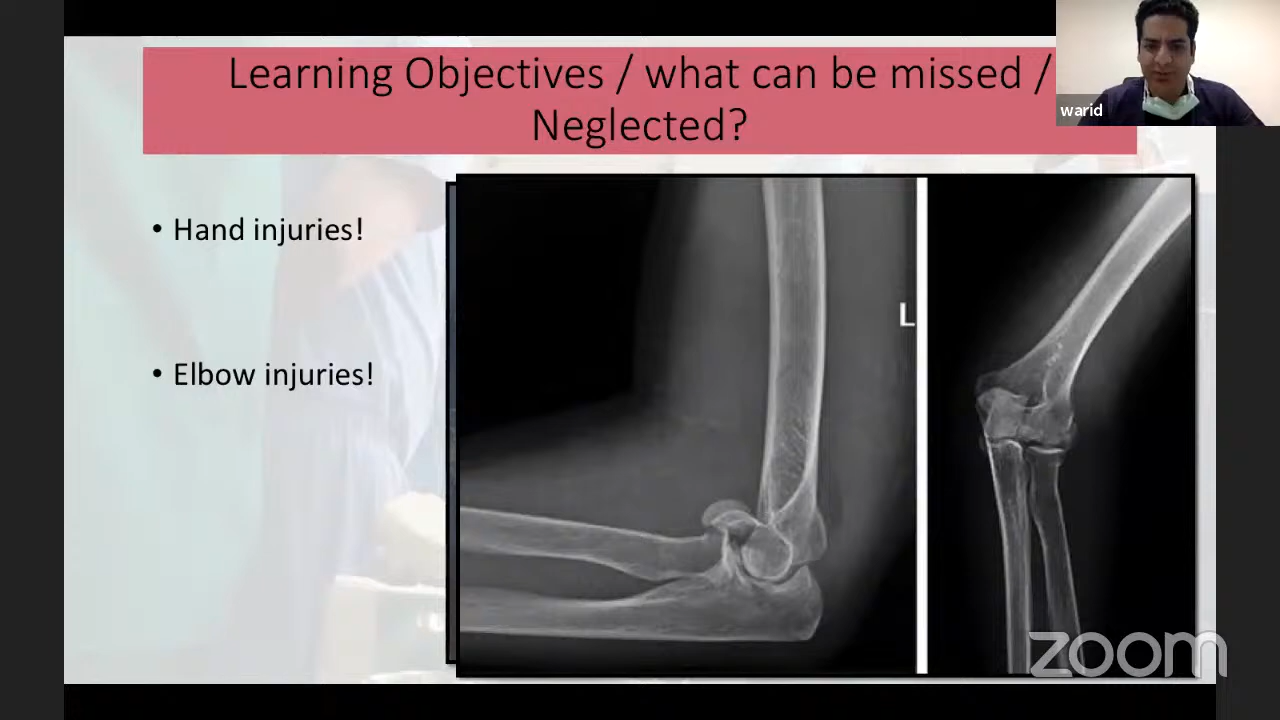 Learning Objectives / what can be missed /
Neglected?
warid
• Hand injuries!
L
• Elbow injuries!
zoom